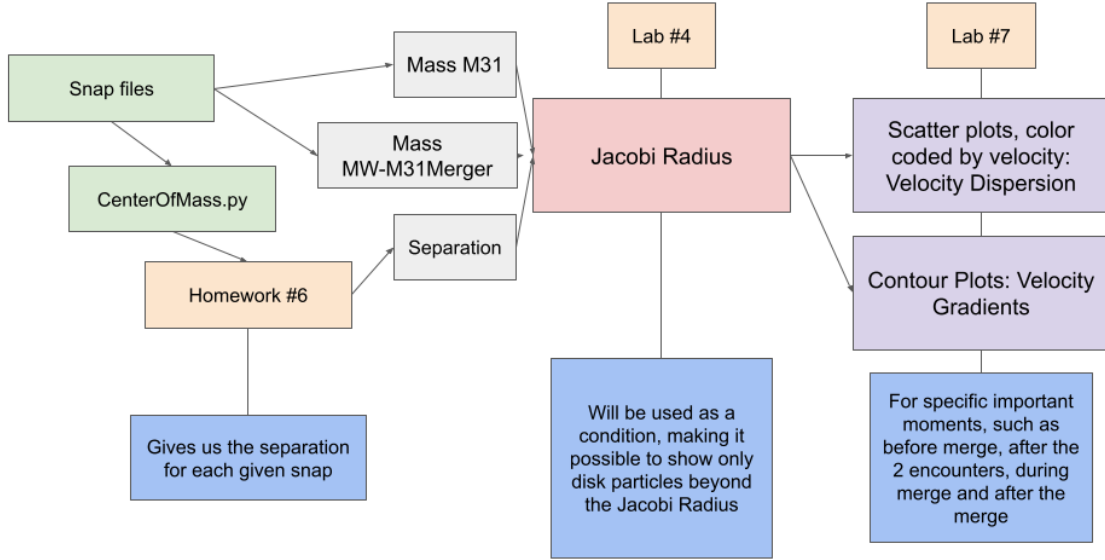 Lab #4
Lab #7
Snap files
Mass M31
Mass
MW-M31Merger
Jacobi Radius
Scatter plots, color
coded by velocity:
Velocity Dispersion
CenterOfMass.py
Separation
Homework #6
Contour Plots: Velocity
Gradients
Gives us the separation
for each given snap
Will be used as a
condition, making it
possible to show only
disk particles beyond
the Jacobi Radius
For specific important
moments, such as
before merge, after the
2 encounters, during
merge and after the
merge